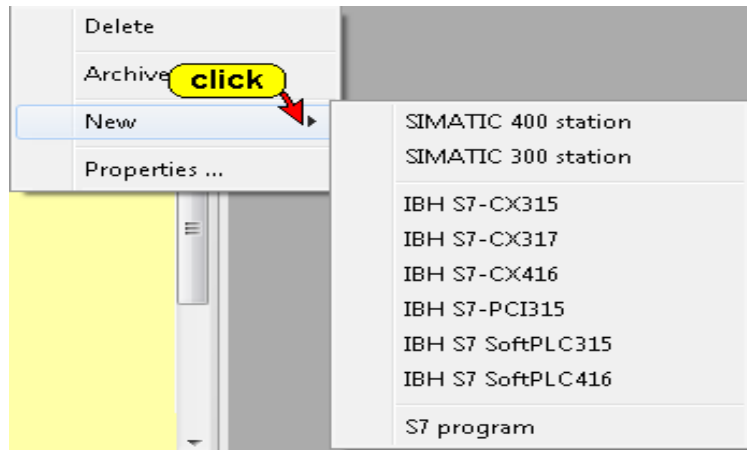 Delete
Archive
click
New
Properties ...
SIMATIC 400 station
SIMATIC 300 station
IBH S7-CX315
IBH S7-CX317
IBH S7-CX416
IBH S7-PCI315
IBH S7 SoftPLC315
IBH S7 SoftPLC416
S7 program